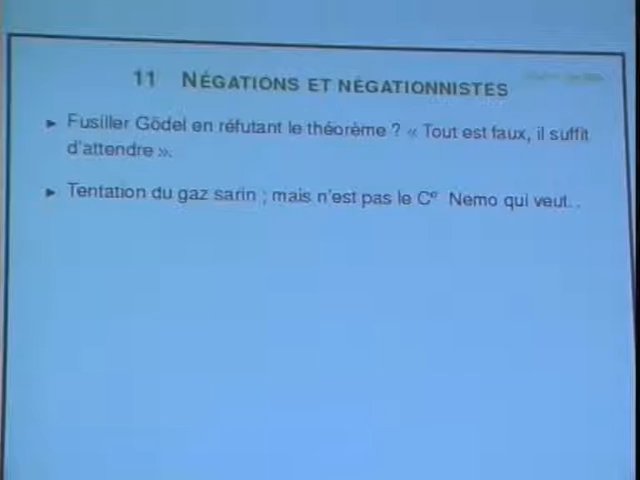 11 NÉGATIONS ET NÉGATIONNISTES
► Fusiller Gödel en réfutant le théorème ? « Tout est faux, il suffit
d'attendre ».
► Tentation du gaz sarin ; mais n'est pas le Cᵉ Nemo qui veut...